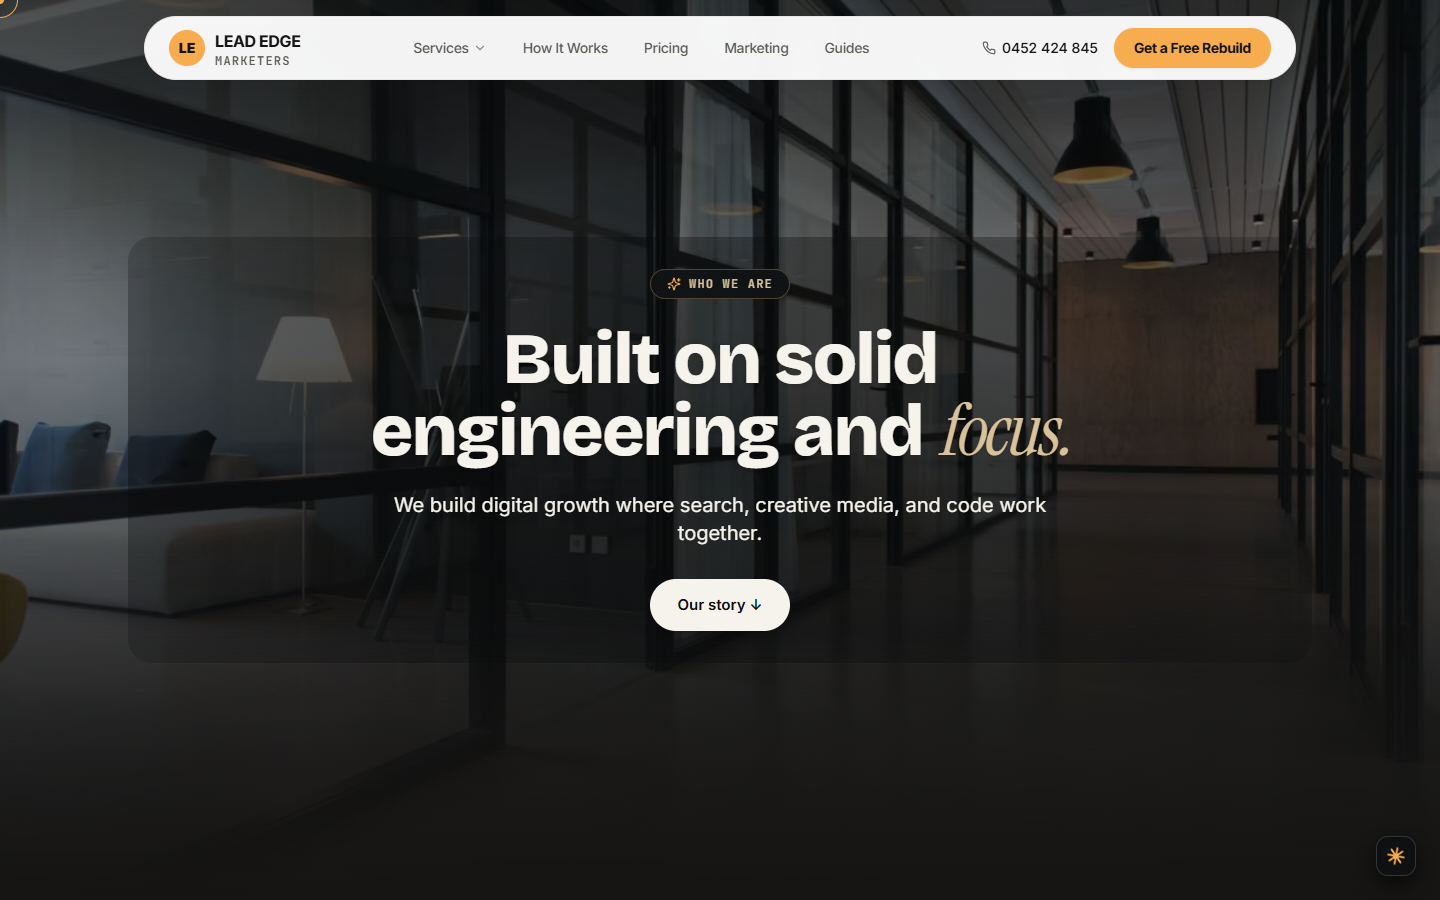 LE
LEAD EDGE
MARKETERS
Services
How It Works
Pricing
Marketing
Guides
0452 424 845
Get a Free Rebuild
WHO WE ARE
Built on solid
engineering and focus.
We build digital growth where search, creative media, and code work
together.
Our story ↓